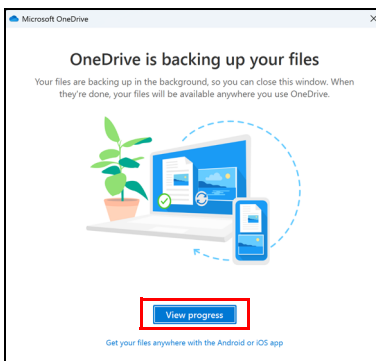 Microsoft OneDrive
OneDrive is backing up your files
Your files are backing up in the background, so you can close this window. When
they're done, your files will be available anywhere you use OneDrive.
View progress
Get your files anywhere with the Android or iOS app